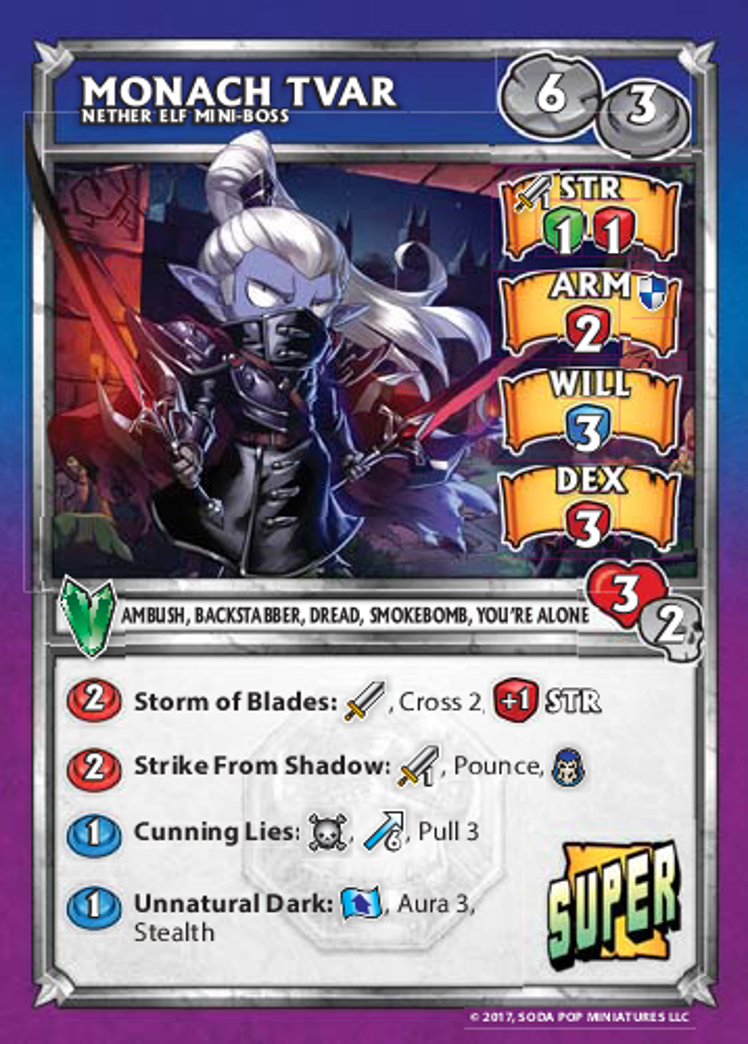 MONACH TVAR
NETHER ELF MINI-BOSS
6 3
STR
1 1
ARM
2
WILL
3
DEX
3
AMBUSH, BACKSTABBER, DREAD, SMOKEBOMB, YOU'RE ALONE
3 2
2 Storm of Blades: , Cross 2, +1 STR
2 Strike From Shadow: 1, Pounce,
1 Cunning Lies: , 6, Pull 3
1 Unnatural Dark: , Aura 3,
Stealth
SUPER
© 2017, SODA POP MINIATURES LLC